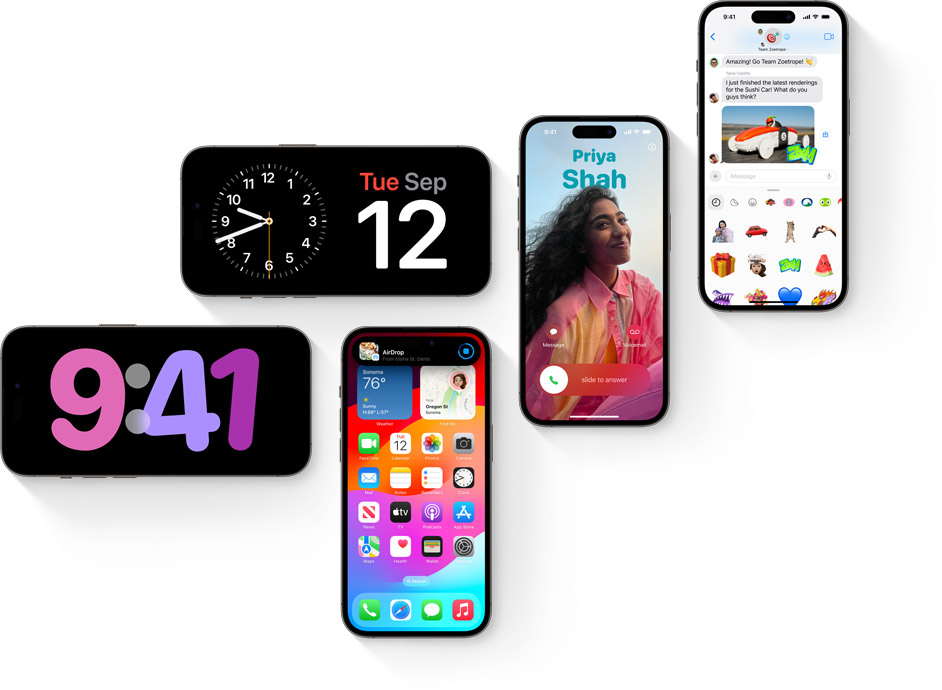 9:41
Team Zoetrope
Amazing! Go Team Zoetrope! 👏
Tania Castillo
I just finished the latest renderings
for the Sushi Car! What do you
guys think?
ZOOM
iMessage
ZOOM
9:41
Priya
Shah
Message
Voicemail
slide to answer
12
1
2
3
4
5
6
7
8
9
10
11
Tue Sep
12
9:41
AirDrop
From Elisha St. Denis
Sonoma
76°
Sunny
H:88° L:57°
Weather
Now
Oregon St
Sonoma
Find My
FaceTime
TUE
12
Calendar
Photos
Camera
Mail
Notes
Reminders
Clock
News
tv
TV
Podcasts
App Store
Maps
Health
Wallet
Settings
Search